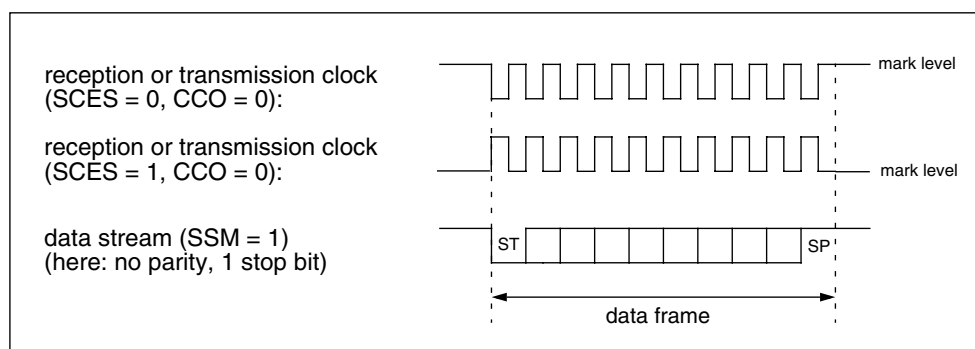 reception or transmission clock
(SCES = 0, CCO = 0):
mark level
reception or transmission clock
(SCES = 1, CCO = 0):
mark level
data stream (SSM = 1)
(here: no parity, 1 stop bit)
ST
SP
data frame